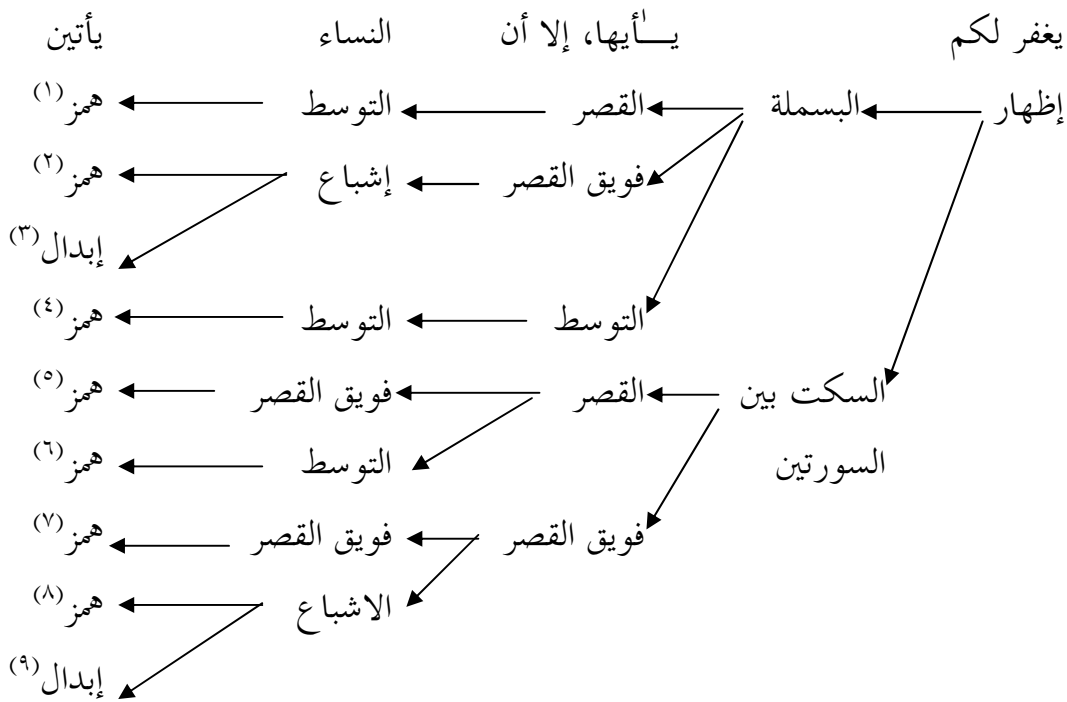 يغفر لكم يــٰأيها، إلا أن النساء يأتين
إظهار البسملة القصر التوسط همز (١)
فويق القصر إشباع همز (٢)
إبدال (٣)
التوسط التوسط همز (٤)
السكت بين القصر فويق القصر همز (٥)
السورتين التوسط همز (٦)
فويق القصر فويق القصر همز (٧)
الاشباع همز (٨)
إبدال (٩)